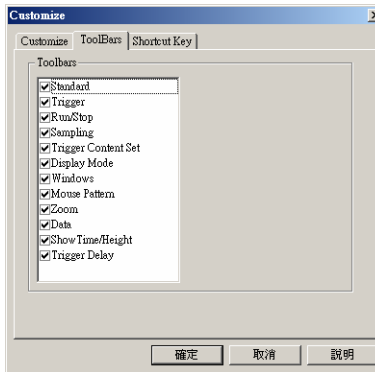 Customize
Customize ToolBars Shortcut Key
Toolbars
Standard
Trigger
Run/Stop
Sampling
Trigger Content Set
Display Mode
Windows
Mouse Pattern
Zoom
Data
Show Time/Height
Trigger Delay
確定 取消 說明